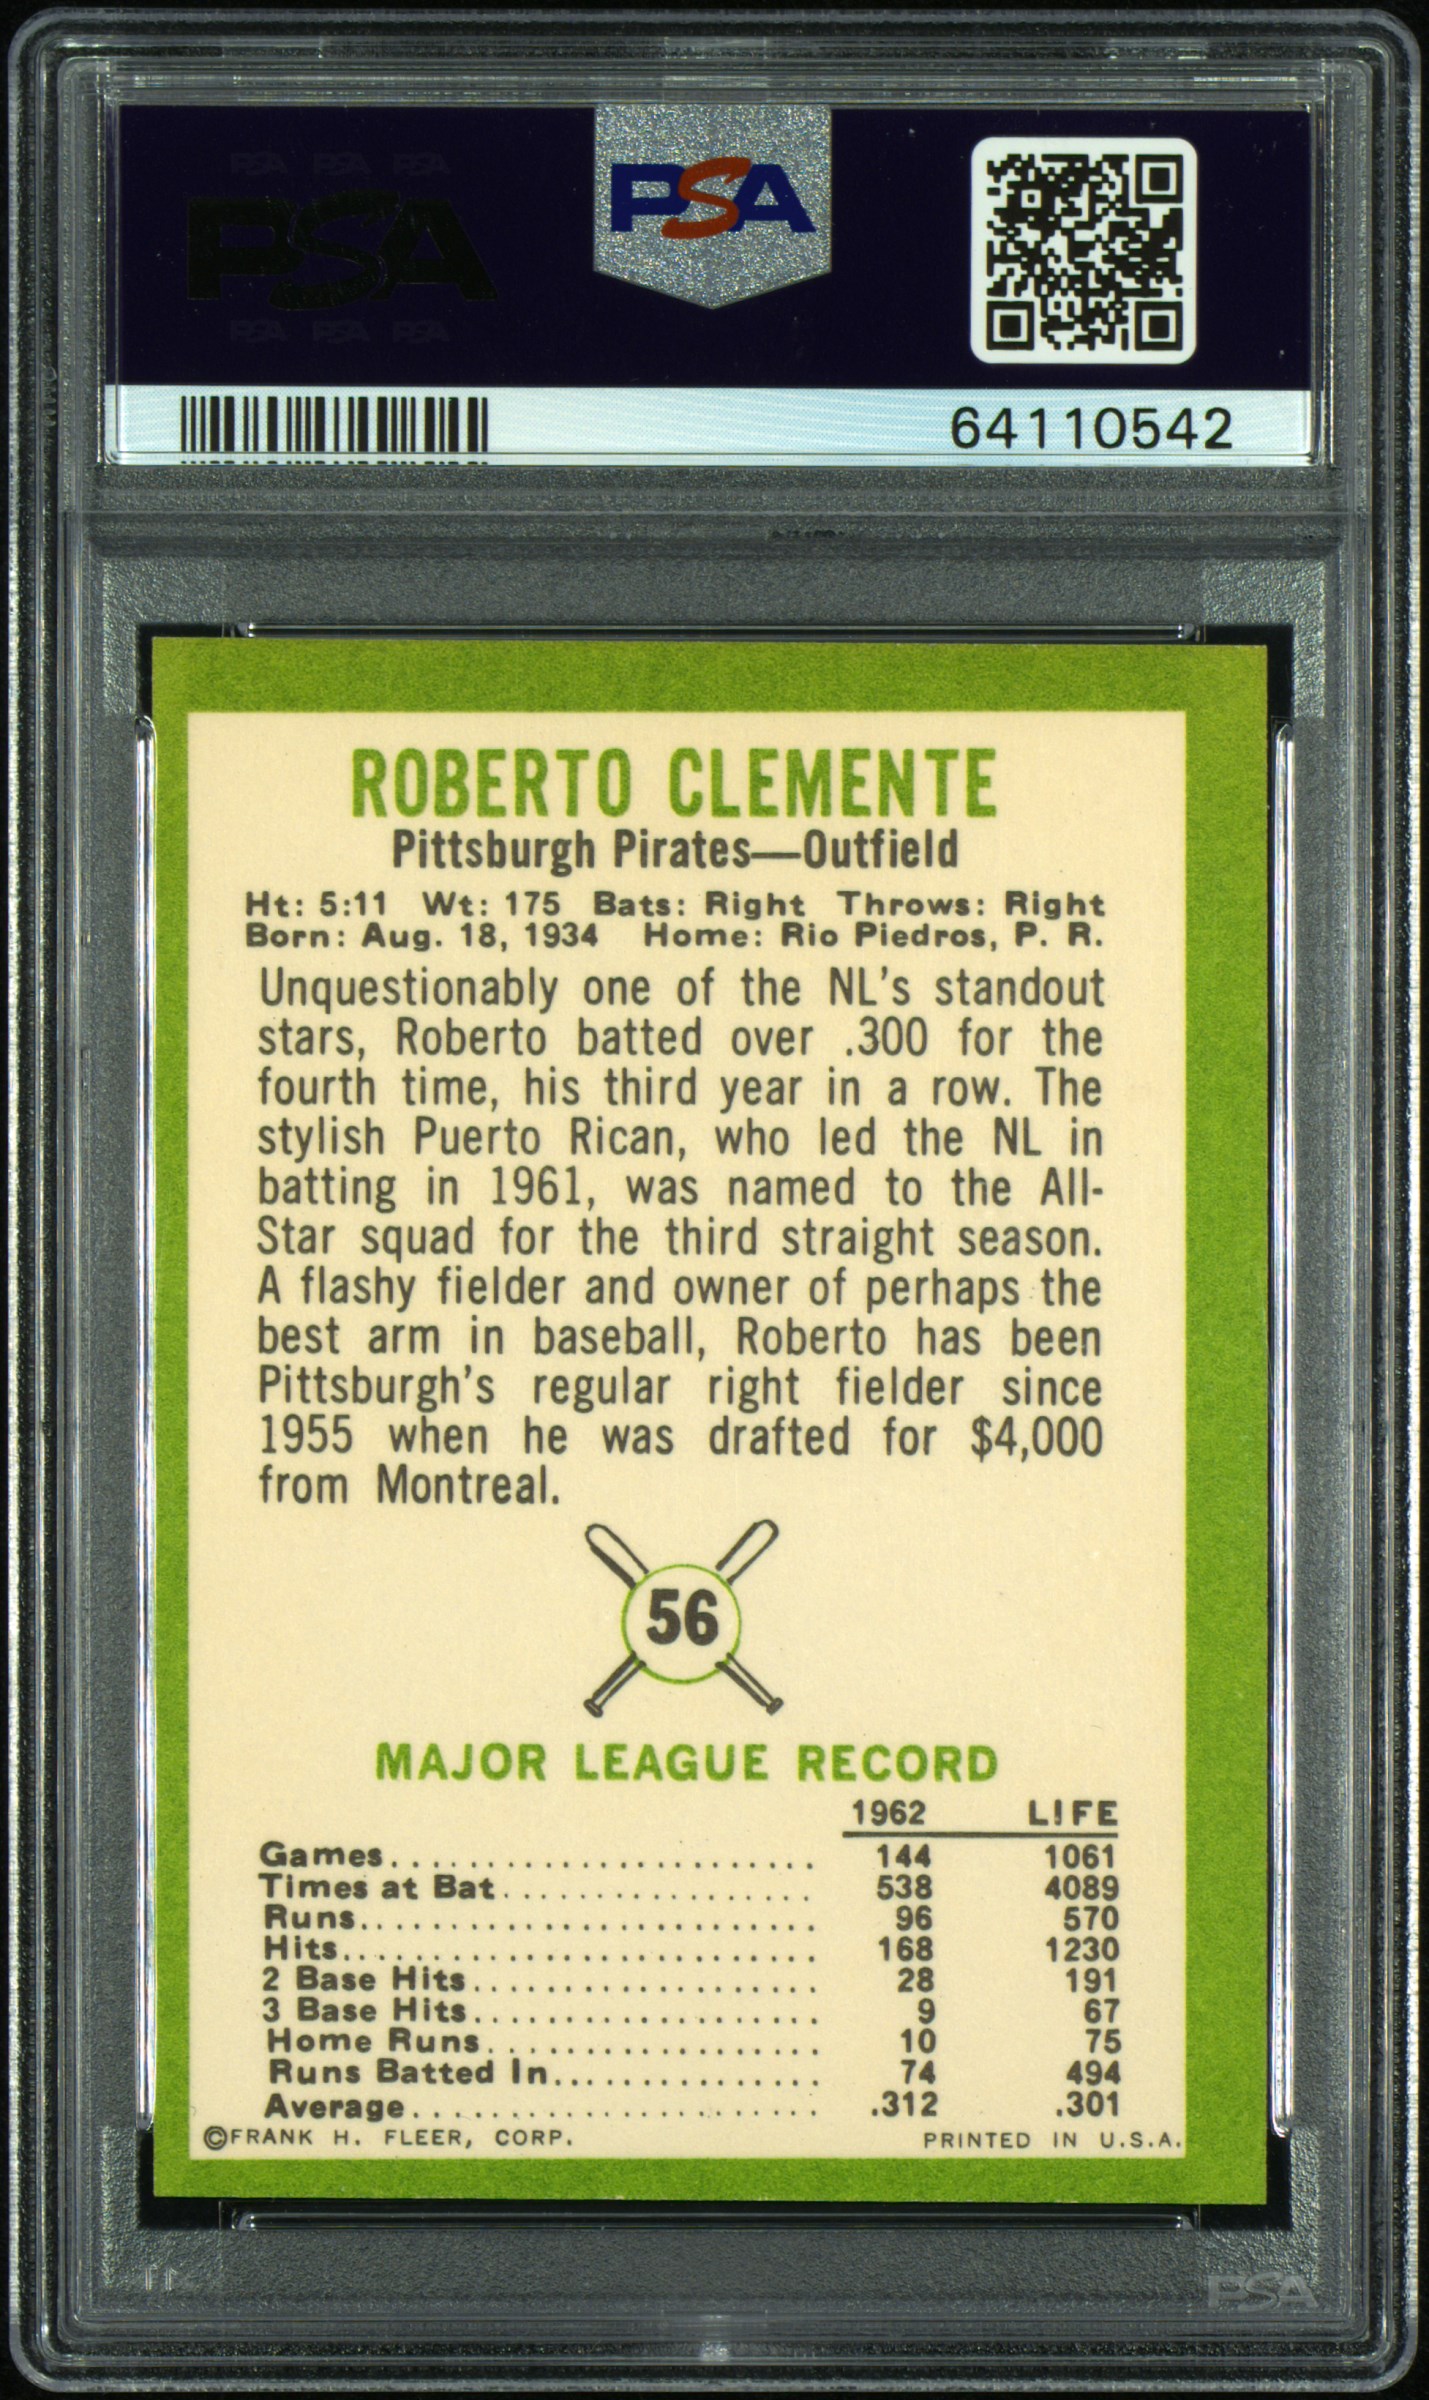 PSA PSA PSA
PSA
PSA PSA PSA
PSA
64110542
ROBERTO CLEMENTE
Pittsburgh Pirates—Outfield
Ht: 5:11 Wt: 175 Bats: Right Throws: Right
Born: Aug. 18, 1934 Home: Rio Piedros, P. R.
Unquestionably one of the NL's standout
stars, Roberto batted over .300 for the
fourth time, his third year in a row. The
stylish Puerto Rican, who led the NL in
batting in 1961, was named to the All-
Star squad for the third straight season.
A flashy fielder and owner of perhaps the
best arm in baseball, Roberto has been
Pittsburgh's regular right fielder since
1955 when he was drafted for $4,000
from Montreal.
56
MAJOR LEAGUE RECORD
1962 LIFE
Games........................ 144 1061
Times at Bat.................. 538 4089
Runs.......................... 96 570
Hits........................... 168 1230
2 Base Hits.................... 28 191
3 Base Hits.................... 9 67
Home Runs.................... 10 75
Runs Batted In................ 74 494
Average........................ .312 .301
©FRANK H. FLEER, CORP. PRINTED IN U.S.A.
PSA